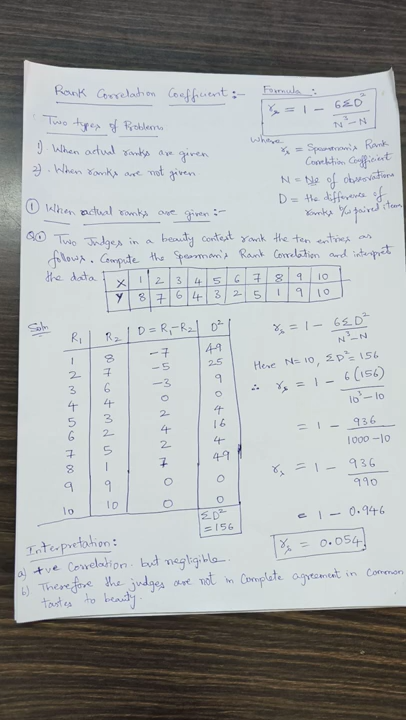 Rank Correlation Coefficient :-
Formula :
r_s = 1 - 6ΣD² / N³-N
Two types of Problems
1) When actual ranks are given
2). When ranks are not given
Where
r_s = Spearman's Rank
Correlation Coefficient
N = No of observations
D = the difference of
ranks b/w paired items
① When actual ranks are given :-
Q① Two Judges in a beauty contest rank the ten entries as
follows. Compute the Spearman's Rank Correlation and interpret
the data
X 1 2 3 4 5 6 7 8 9 10
Y 8 7 6 4 3 2 5 1 9 10
Soln
R₁ R₂ D = R₁-R₂ D²
1 8 -7 49
2 7 -5 25
3 6 -3 9
4 4 0 0
5 3 2 4
6 2 4 16
7 5 2 4
8 1 7 49
9 9 0 0
10 10 0 0
ΣD²
= 156
r_s = 1 - 6ΣD² / N³-N
Here N=10, ΣD² = 156
∴ r_s = 1 - 6(156) / 10³-10
= 1 - 936 / 1000-10
r_s = 1 - 936 / 990
= 1 - 0.946
r_s = 0.054
Interpretation:
a) +ve Correlation but negligible.
b) Therefore the judges are not in complete agreement in common
tastes to beauty.